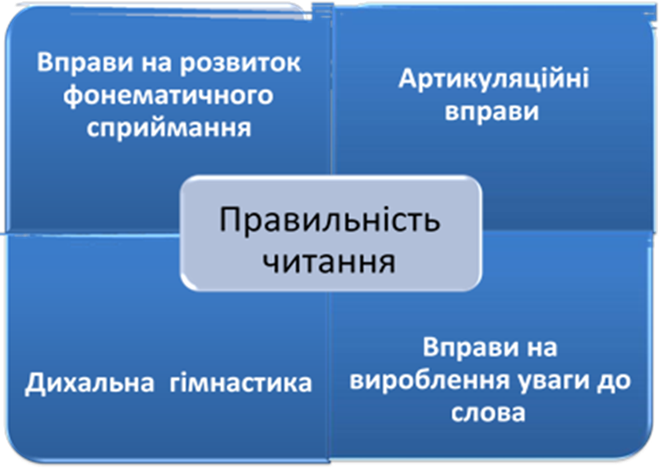 Вправи на розвиток
фонематичного
сприймання
Артикуляційні
вправи
Правильність
читання
Дихальна гімнастика
Вправи на
вироблення уваги до
слова